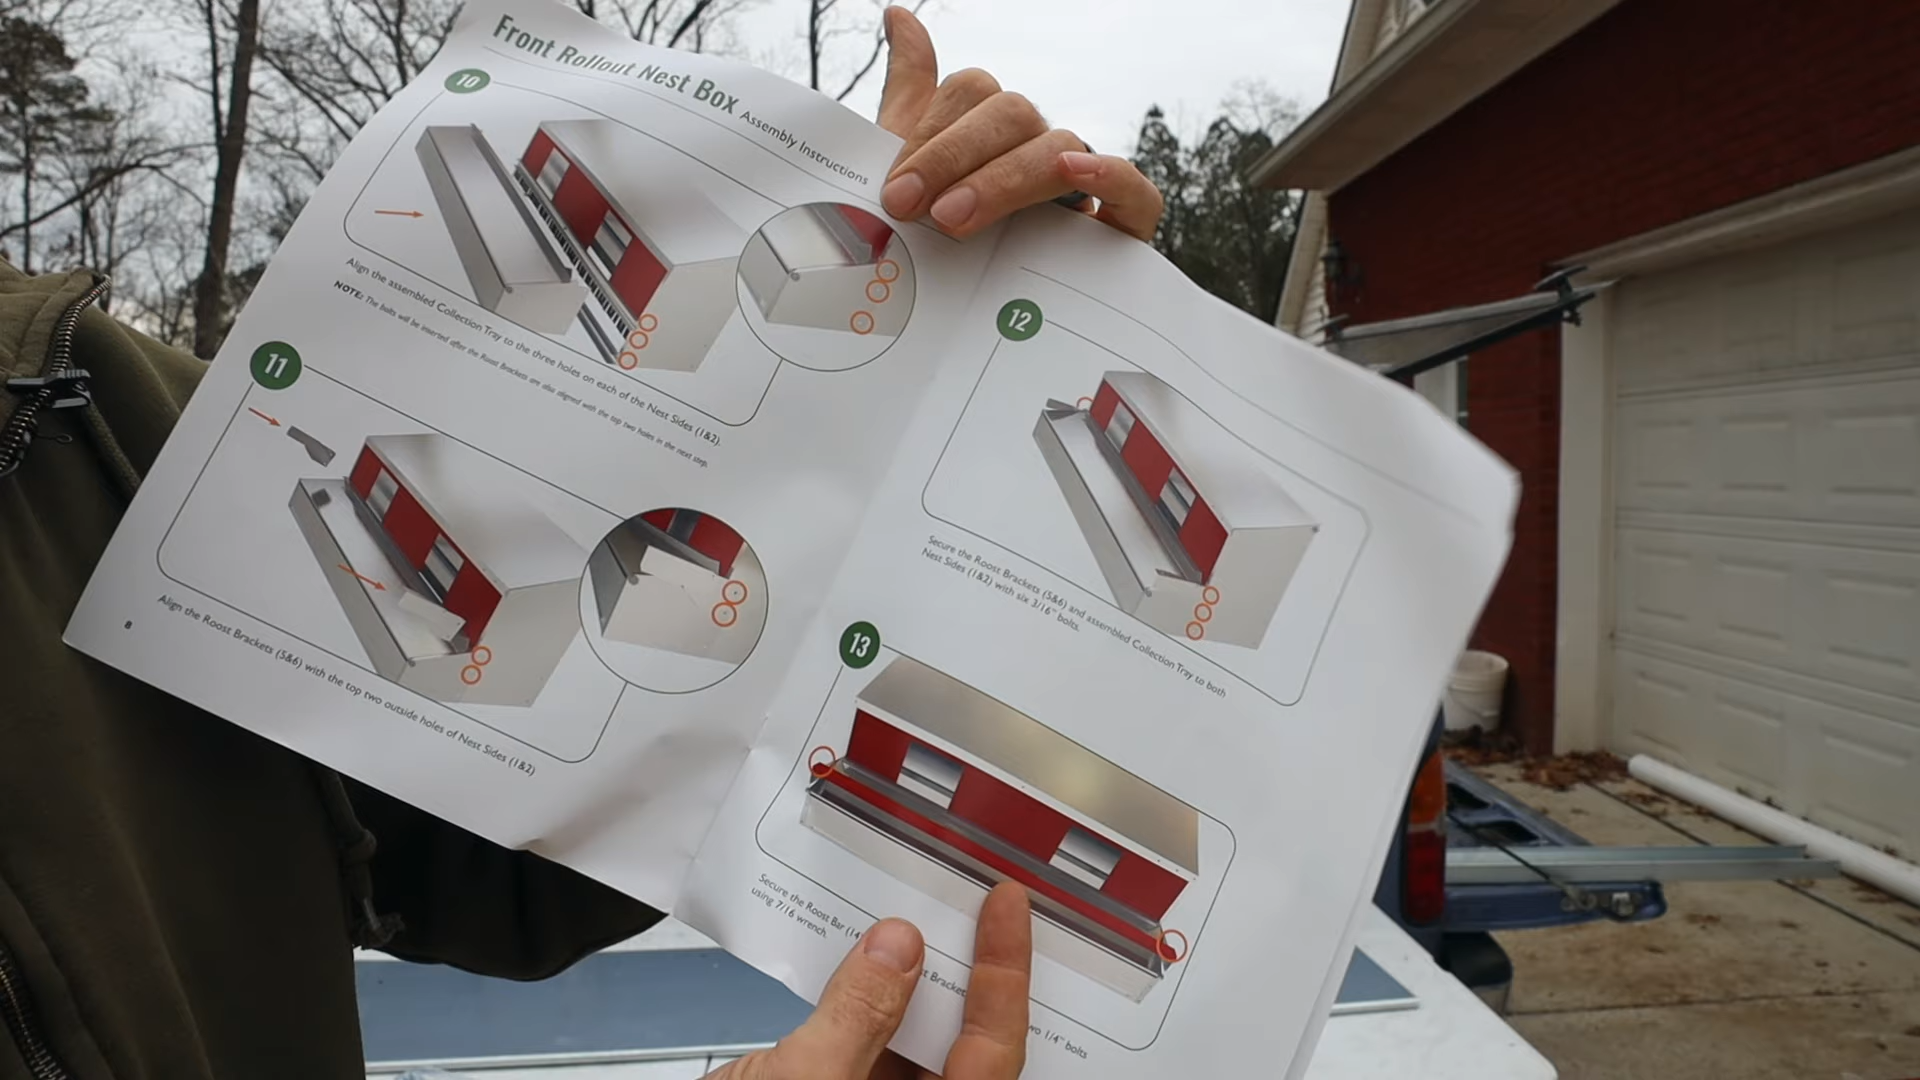 Front Rollout Nest Box Assembly Instructions
10
Align the assembled Collection Tray to the three holes on each of the Nest Sides (1&2).
NOTE: The bolts will be inserted after the Roost Brackets are also aligned with the top two holes in the next step.
11
Align the Roost Brackets (5&6) with the top two outside holes of Nest Sides (1&2)
8
12
Secure the Roost Brackets (5&6) and assembled Collection Tray to both
Nest Sides (1&2) with six 3/16" bolts.
13
Secure the Roost Bar (14 t Bracket wo 1/4" bolts
using 7/16 wrench.